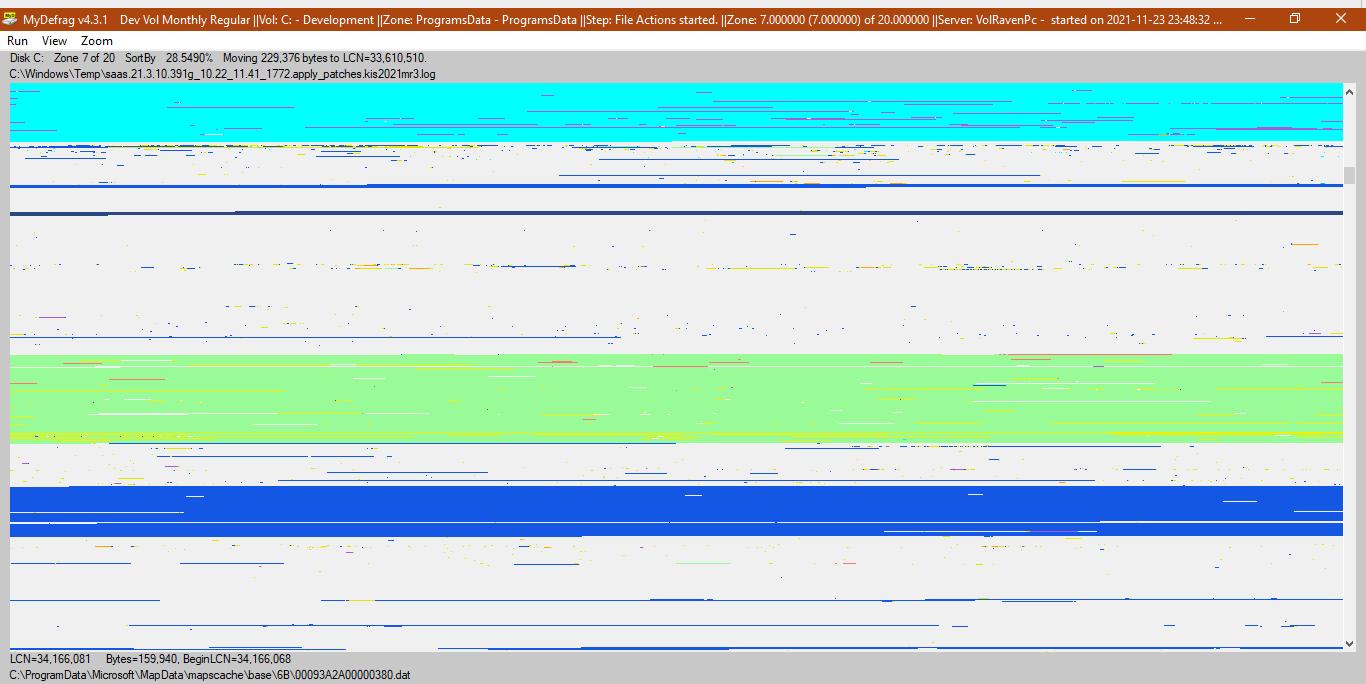 MyDefrag v4.3.1 Dev Vol Monthly Regular ||Vol: C: - Development ||Zone: ProgramsData - ProgramsData ||Step: File Actions started. ||Zone: 7.000000 (7.000000) of 20.000000 ||Server: VolRavenPc - started on 2021-11-23 23:48:32 ...
Run View Zoom
Disk C: Zone 7 of 20 SortBy 28.5490% Moving 229,376 bytes to LCN=33,610,510.
C:\Windows\Temp\saas.21.3.10.391g_10.22_11.41_1772.apply_patches.kis2021mr3.log
LCN=34,166,081 Bytes=159,940, BeginLCN=34,166,068
C:\ProgramData\Microsoft\MapData\mapscache\base\6B\00093A2A00000380.dat